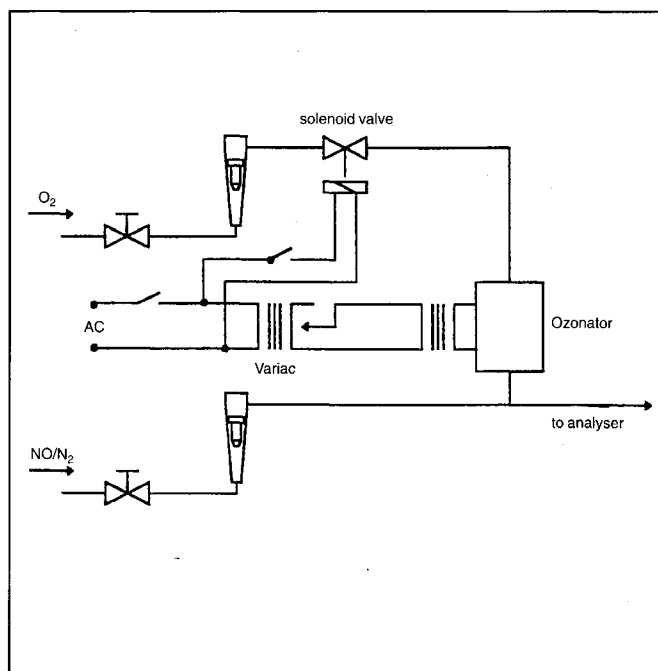 solenoid valve
O₂
AC
Variac
Ozonator
to analyser
NO/N₂